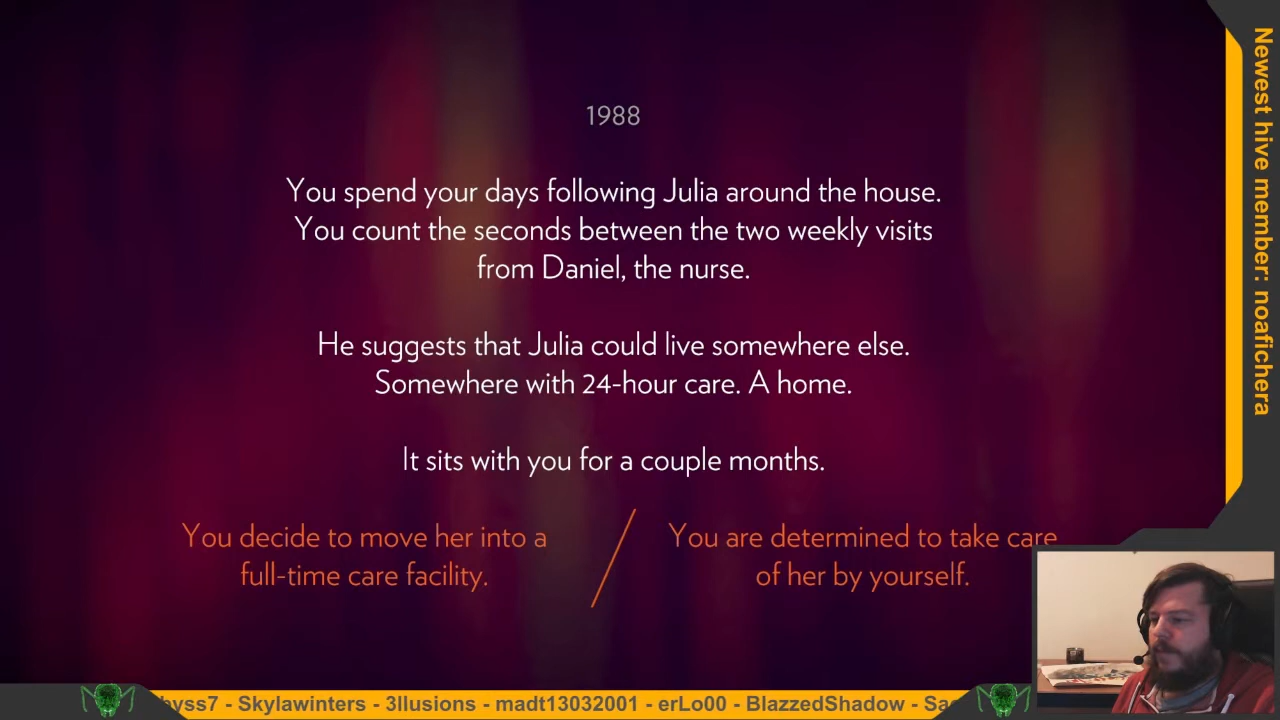 1988
You spend your days following Julia around the house.
You count the seconds between the two weekly visits
from Daniel, the nurse.
He suggests that Julia could live somewhere else.
Somewhere with 24-hour care. A home.
It sits with you for a couple months.
You decide to move her into a
full-time care facility.
You are determined to take care
of her by yourself.
Newest hive member: noafichera
- Skylawinters - 3llusions - madt13032001 - erLo00 - BlazzedShadow -